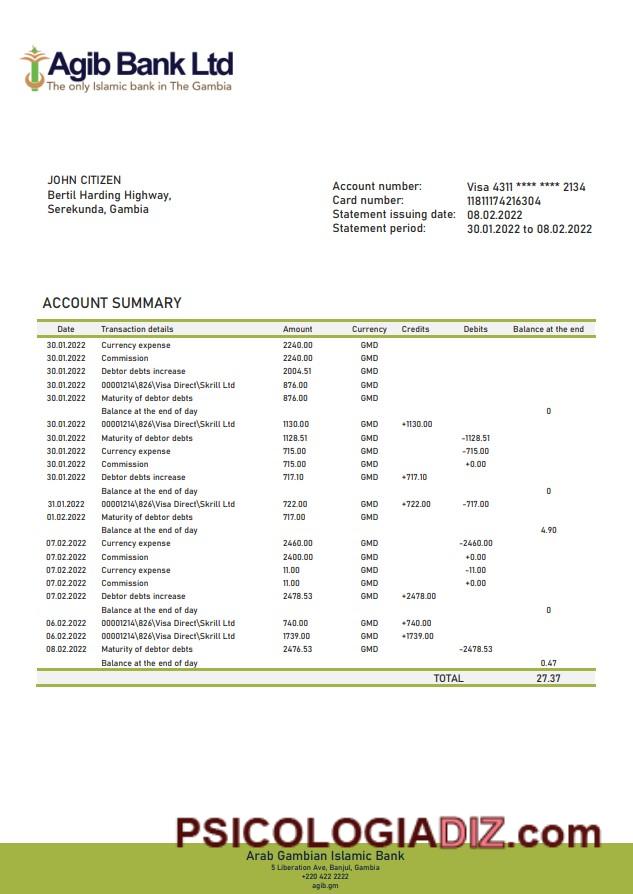 Agib Bank Ltd
The only Islamic bank in The Gambia
JOHN CITIZEN
Bertil Harding Highway,
Serekunda, Gambia
Account number: Visa 4311 **** **** 2134
Card number: 11811174216304
Statement issuing date: 08.02.2022
Statement period: 30.01.2022 to 08.02.2022
ACCOUNT SUMMARY
Date Transaction details Amount Currency Credits Debits Balance at the end
30.01.2022 Currency expense 2240.00 GMD
30.01.2022 Commission 2240.00 GMD
30.01.2022 Debtor debts increase 2004.51 GMD
30.01.2022 00001214\826\Visa Direct\Skrill Ltd 876.00 GMD
30.01.2022 Maturity of debtor debts 876.00 GMD
Balance at the end of day 0
30.01.2022 00001214\826\Visa Direct\Skrill Ltd 1130.00 GMD +1130.00
30.01.2022 Maturity of debtor debts 1128.51 GMD -1128.51
30.01.2022 Currency expense 715.00 GMD -715.00
30.01.2022 Commission 715.00 GMD +0.00
30.01.2022 Debtor debts increase 717.10 GMD +717.10
Balance at the end of day 0
31.01.2022 00001214\826\Visa Direct\Skrill Ltd 722.00 GMD +722.00 -717.00
01.02.2022 Maturity of debtor debts 717.00 GMD
Balance at the end of day 4.90
07.02.2022 Currency expense 2460.00 GMD -2460.00
07.02.2022 Commission 2400.00 GMD +0.00
07.02.2022 Currency expense 11.00 GMD -11.00
07.02.2022 Commission 11.00 GMD +0.00
07.02.2022 Debtor debts increase 2478.53 GMD +2478.00
Balance at the end of day 0
06.02.2022 00001214\826\Visa Direct\Skrill Ltd 740.00 GMD +740.00
06.02.2022 00001214\826\Visa Direct\Skrill Ltd 1739.00 GMD +1739.00
08.02.2022 Maturity of debtor debts 2476.53 GMD -2478.53
Balance at the end of day 0.47
TOTAL 27.37
PSICOLOGIADIZ.com
Arab Gambian Islamic Bank
5 Liberation Ave, Banjul, Gambia
+220 422 2222
agib.gm